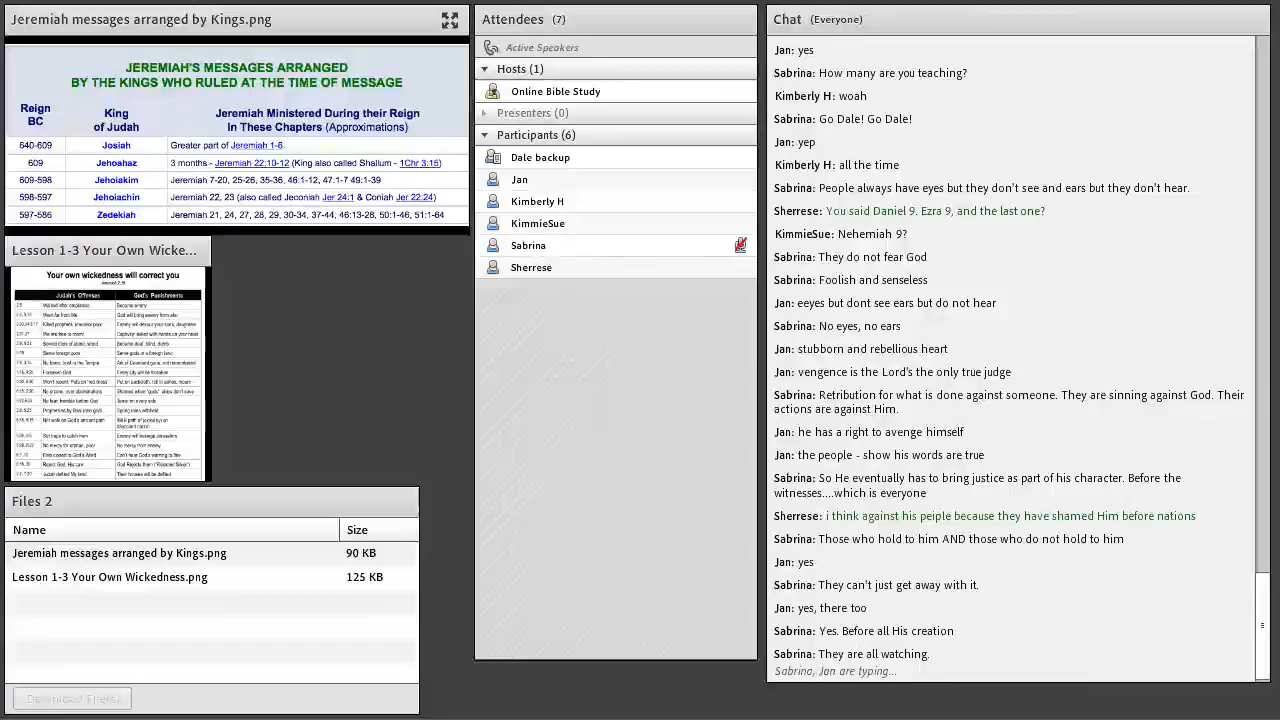 Jeremiah messages arranged by Kings.png
JEREMIAH'S MESSAGES ARRANGED
BY THE KINGS WHO RULED AT THE TIME OF MESSAGE
Reign BC
King of Judah
Jeremiah Ministered During their Reign
In These Chapters (Approximations)
640-609 Josiah Greater part of Jeremiah 1-6
609 Jehoahaz 3 months - Jeremiah 22:10-12 (King also called Shallum - 1Chr 3:15)
609-598 Jehoiakim Jeremiah 7-20, 25-26, 35-36, 46:1-12, 47:1-7 49:1-39
598-597 Jehoiachin Jeremiah 22, 23 (also called Jeconiah Jer 24:1 & Coniah Jer 22:24)
597-586 Zedekiah Jeremiah 21, 24, 27, 28, 29, 30-34, 37-44, 46:13-28, 50:1-46, 51:1-64
Lesson 1-3 Your Own Wicke...
Your own wickedness will correct you
Judah's Offenses God's Punishments
Files 2
Name Size
Jeremiah messages arranged by Kings.png 90 KB
Lesson 1-3 Your Own Wickedness.png 125 KB
Download File(s)
Attendees (7)
Active Speakers
Hosts (1)
Online Bible Study
Presenters (0)
Participants (6)
Dale backup
Jan
Kimberly H
KimmieSue
Sabrina
Sherrese
Chat (Everyone)
Jan: yes
Sabrina: How many are you teaching?
Kimberly H: woah
Sabrina: Go Dale! Go Dale!
Jan: yep
Kimberly H: all the time
Sabrina: People always have eyes but they don't see and ears but they don't hear.
Sherrese: You said Daniel 9. Ezra 9, and the last one?
KimmieSue: Nehemiah 9?
Sabrina: They do not fear God
Sabrina: Foolish and senseless
Jan: eeyes but dont see ears but do not hear
Sabrina: No eyes, no ears
Jan: stubborn and rebellious heart
Jan: vengence is the Lord's the only true judge
Sabrina: Retribution for what is done against someone. They are sinning against God. Their
actions are against Him.
Jan: he has a right to avenge himself
Jan: the people - show his words are true
Sabrina: So He eventually has to bring justice as part of his character. Before the
witnesses....which is everyone
Sherrese: i think against his peiple because they have shamed Him before nations
Sabrina: Those who hold to him AND those who do not hold to him
Jan: yes
Sabrina: They can't just get away with it.
Jan: yes, there too
Sabrina: Yes. Before all His creation
Sabrina: They are all watching.
Sabrina, Jan are typing...